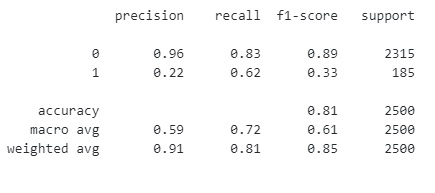 precision recall f1-score support
0 0.96 0.83 0.89 2315
1 0.22 0.62 0.33 185
accuracy 0.81 2500
macro avg 0.59 0.72 0.61 2500
weighted avg 0.91 0.81 0.85 2500